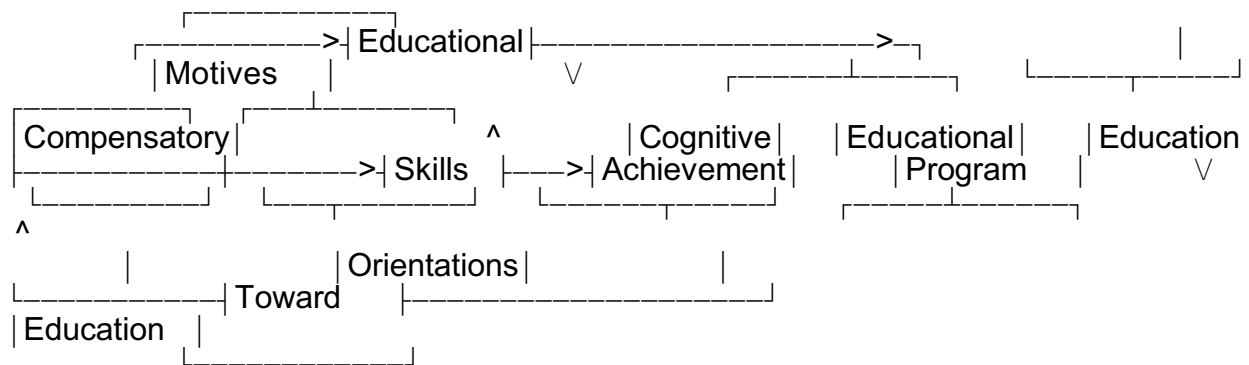 Educational
Motives
Compensatory Cognitive Educational Education
Skills Achievement Program
Orientations
Toward
Education